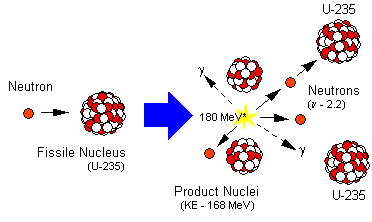 U-235
Neutron
γ
Neutrons
(ν - 2.2)
180 MeV*
Fissile Nucleus
(U-235)
γ
Product Nuclei
(KE - 168 MeV)
U-235